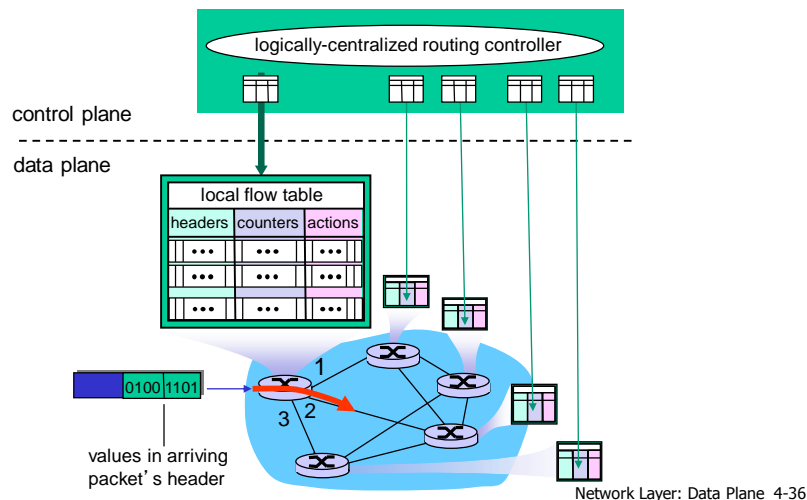 logically-centralized routing controller
control plane
data plane
local flow table
headers counters actions
1
2
3
0100 1101
values in arriving
packet’s header
Network Layer: Data Plane 4-36